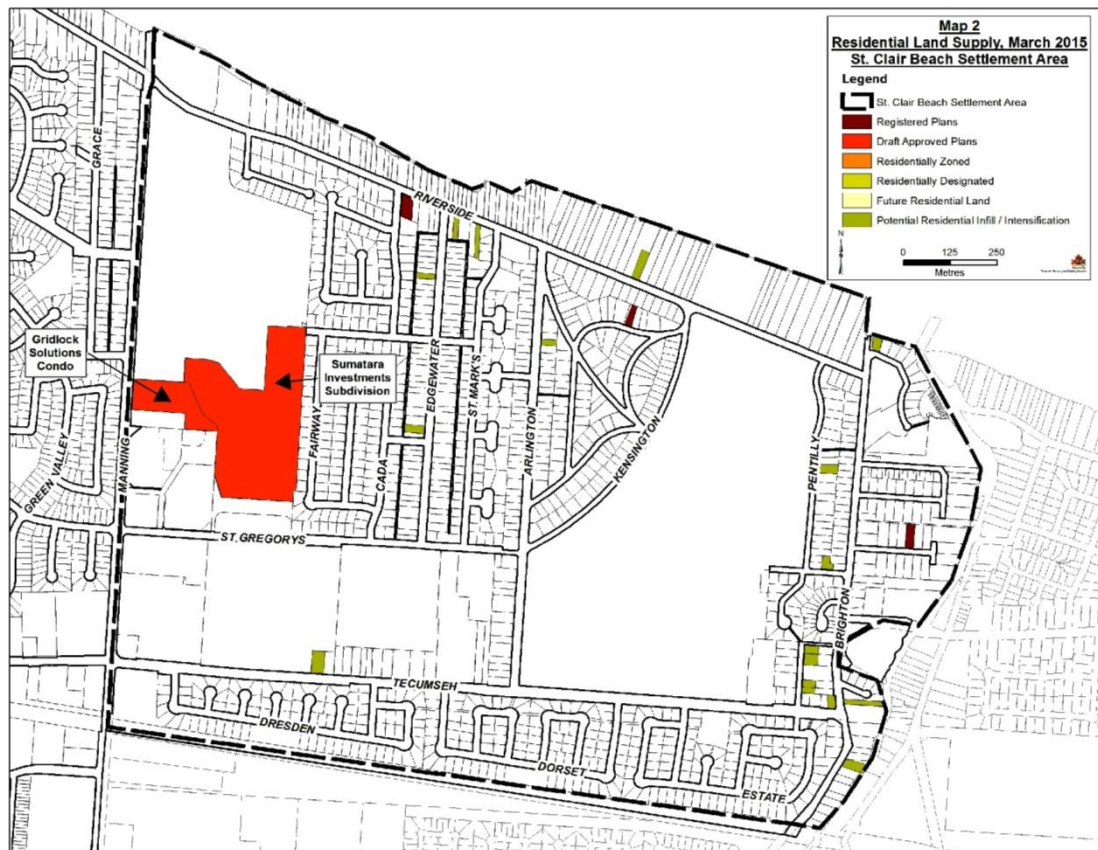 Map 2
Residential Land Supply, March 2015
St. Clair Beach Settlement Area
Legend
St. Clair Beach Settlement Area
Registered Plans
Draft Approved Plans
Residentially Zoned
Residentially Designated
Future Residential Land
Potential Residential Infill / Intensification
N
0 125 250
Metres
GRACE
RIVERSIDE
Gridlock
Solutions
Condo
Sumatara
Investments
Subdivision
MANNING
GREEN VALLEY
FAIRWAY
CADA
EDGEWATER
ST. MARK'S
ARLINGTON
KENSINGTON
PENTILLY
BRIGHTON
ST. GREGORYS
TECUMSEH
DRESDEN
DORSET
ESTATE